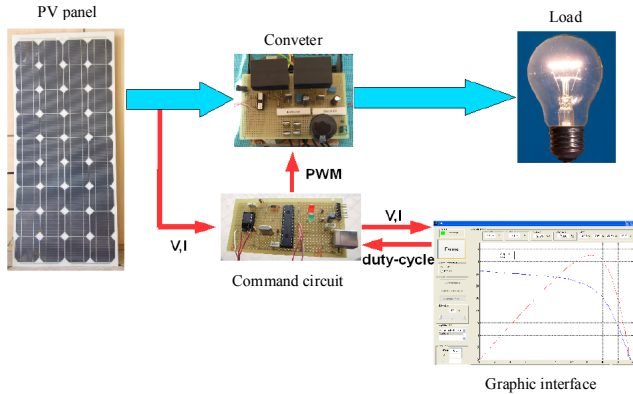 PV panel
Conveter
Load
PWM
V,I
V,I
duty-cycle
Command circuit
Graphic interface